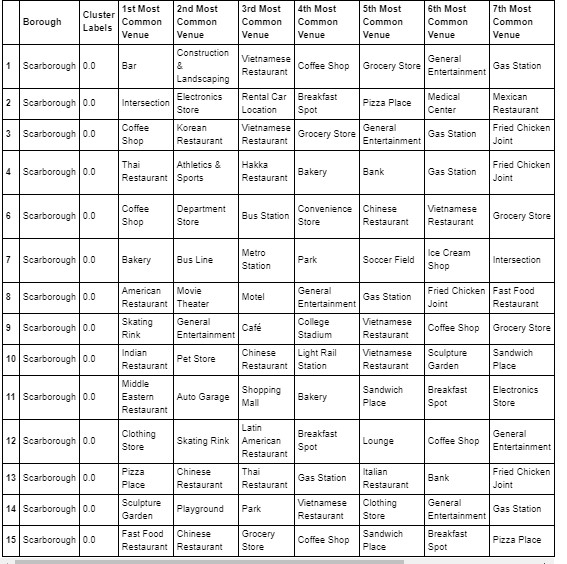 Borough Cluster Labels 1st Most Common Venue 2nd Most Common Venue 3rd Most Common Venue 4th Most Common Venue 5th Most Common Venue 6th Most Common Venue 7th Most Common Venue
1 Scarborough 0.0 Bar Construction & Landscaping Vietnamese Restaurant Coffee Shop Grocery Store General Entertainment Gas Station
2 Scarborough 0.0 Intersection Electronics Store Rental Car Location Breakfast Spot Pizza Place Medical Center Mexican Restaurant
3 Scarborough 0.0 Coffee Shop Korean Restaurant Vietnamese Restaurant Grocery Store General Entertainment Gas Station Fried Chicken Joint
4 Scarborough 0.0 Thai Restaurant Athletics & Sports Hakka Restaurant Bakery Bank Gas Station Fried Chicken Joint
6 Scarborough 0.0 Coffee Shop Department Store Bus Station Convenience Store Chinese Restaurant Vietnamese Restaurant Grocery Store
7 Scarborough 0.0 Bakery Bus Line Metro Station Park Soccer Field Ice Cream Shop Intersection
8 Scarborough 0.0 American Restaurant Movie Theater Motel General Entertainment Gas Station Fried Chicken Joint Fast Food Restaurant
9 Scarborough 0.0 Skating Rink General Entertainment Café College Stadium Vietnamese Restaurant Coffee Shop Grocery Store
10 Scarborough 0.0 Indian Restaurant Pet Store Chinese Restaurant Light Rail Station Vietnamese Restaurant Sculpture Garden Sandwich Place
11 Scarborough 0.0 Middle Eastern Restaurant Auto Garage Shopping Mall Bakery Sandwich Place Breakfast Spot Electronics Store
12 Scarborough 0.0 Clothing Store Skating Rink Latin American Restaurant Breakfast Spot Lounge Coffee Shop General Entertainment
13 Scarborough 0.0 Pizza Place Chinese Restaurant Thai Restaurant Gas Station Italian Restaurant Bank Fried Chicken Joint
14 Scarborough 0.0 Sculpture Garden Playground Park Vietnamese Restaurant Clothing Store General Entertainment Gas Station
15 Scarborough 0.0 Fast Food Restaurant Chinese Restaurant Grocery Store Coffee Shop Sandwich Place Breakfast Spot Pizza Place